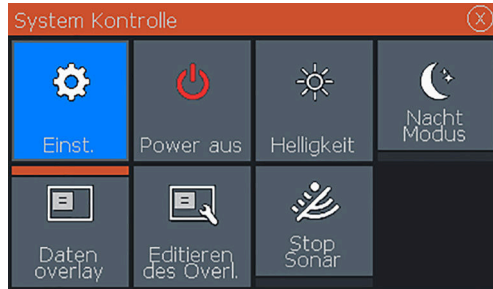 System Kontrolle
Einst.
Power aus
Helligkeit
Nacht
Modus
Daten
overlay
Editieren
des Overl.
Stop
Sonar